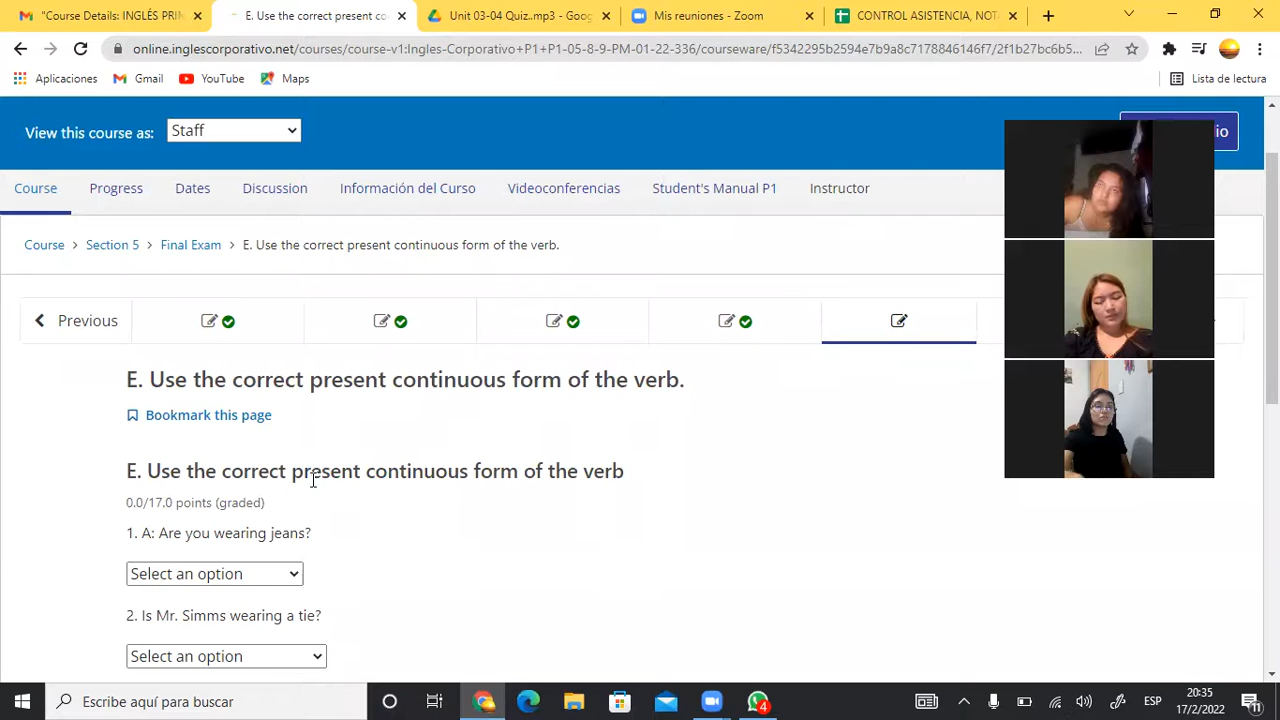 "Course Details: INGLÉS PRIN
E. Use the correct present co
Unit 03-04 Quiz..mp3 - Goog
Mis reuniones - Zoom
CONTROL ASISTENCIA, NOTA
online.inglescorporativo.net/courses/course-v1:Ingles-Corporativo+P1+P1-05-8-9-PM-01-22-336/courseware/f5342295b2594e7b9a8c7178846146f7/2f1b27bc6b5...
Aplicaciones
Gmail
YouTube
Maps
Lista de lectura
View this course as:
Staff
io
Course
Progress
Dates
Discussion
Información del Curso
Videoconferencias
Student's Manual P1
Instructor
Course > Section 5 > Final Exam > E. Use the correct present continuous form of the verb.
Previous
E. Use the correct present continuous form of the verb.
Bookmark this page
E. Use the correct present continuous form of the verb
0.0/17.0 points (graded)
1. A: Are you wearing jeans?
Select an option
2. Is Mr. Simms wearing a tie?
Select an option
Escribe aquí para buscar
4
ESP
20:35
17/2/2022
11